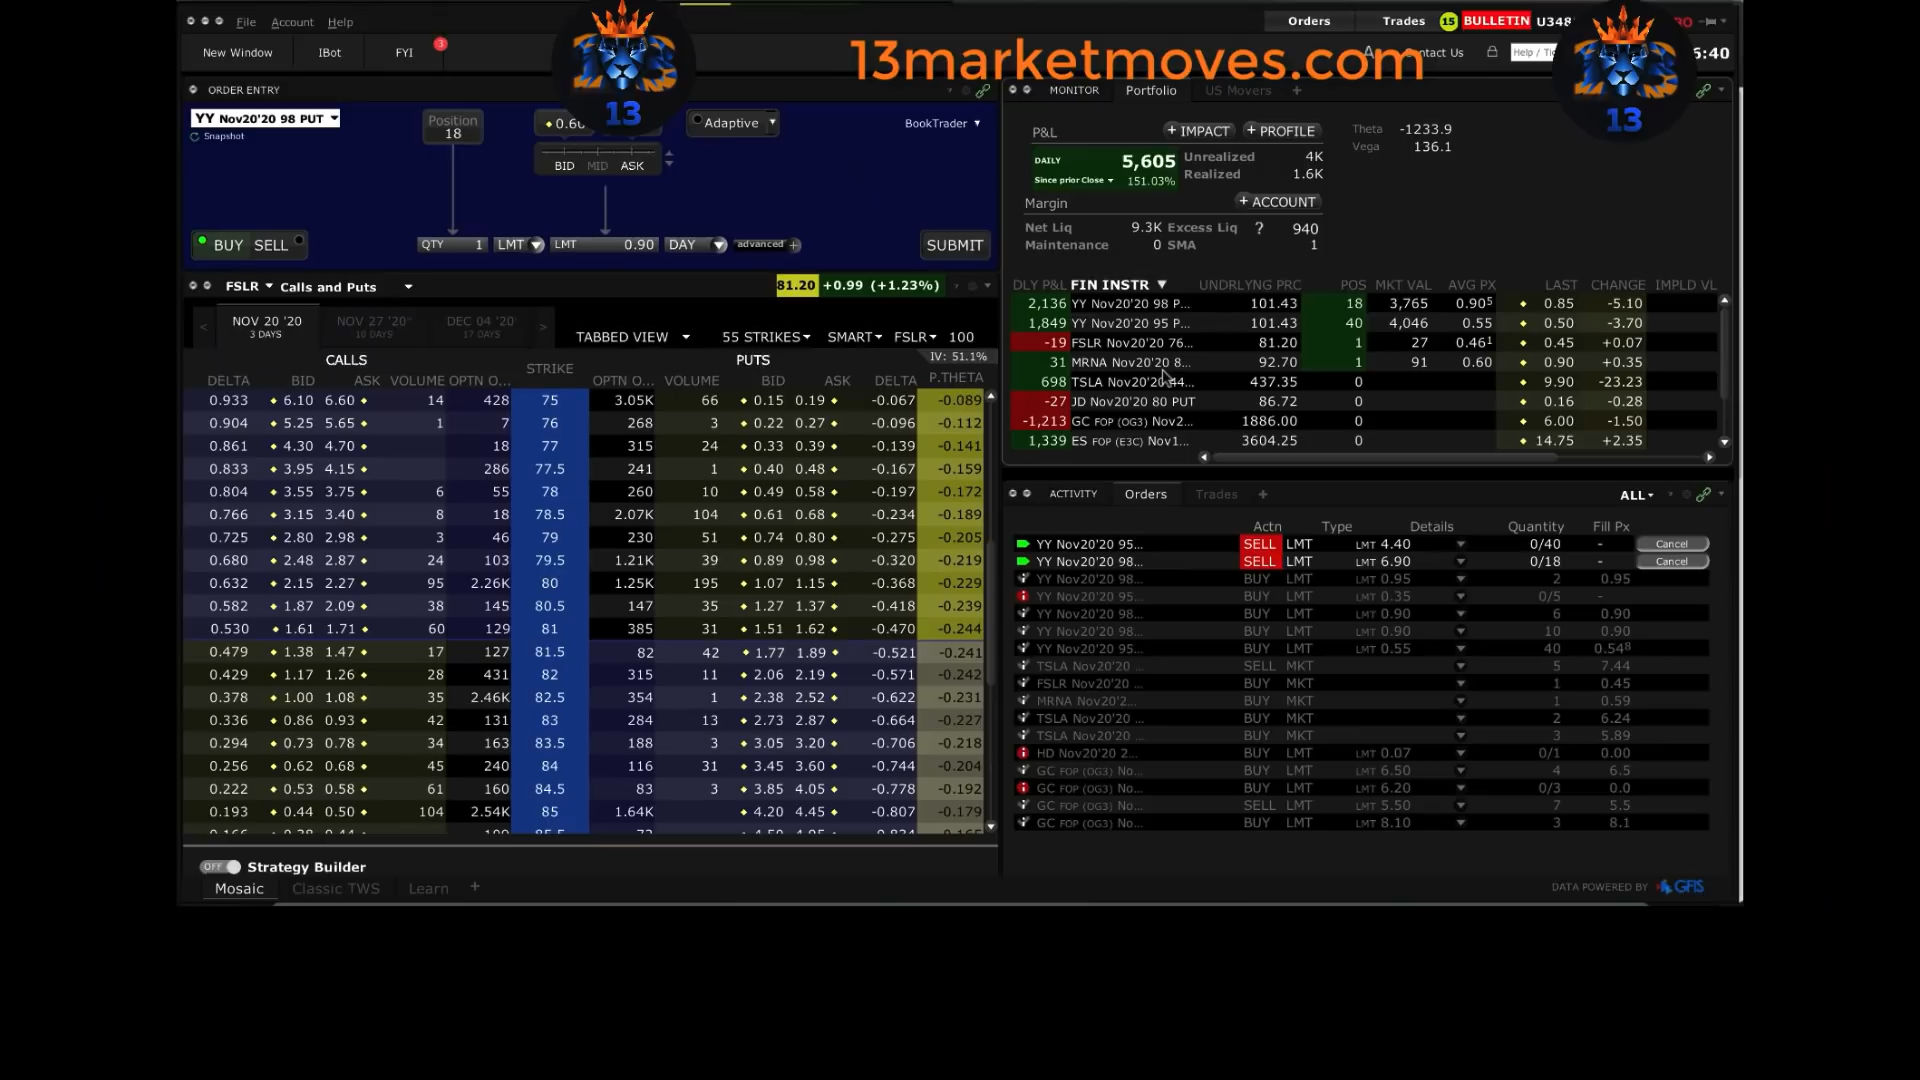 File Account Help
Orders Trades 15 BULLETIN
New Window IBot FYI 3
13marketmoves.com
Contact Us
13
13
ORDER ENTRY
YY Nov20'20 98 PUT
Snapshot
Position
18
Adaptive
BookTrader
BID MID ASK
BUY SELL QTY 1 LMT LMT 0.90 DAY advanced + SUBMIT
FSLR Calls and Puts 81.20 +0.99 (+1.23%)
NOV 20 '20
3 DAYS
NOV 27 '20
10 DAYS
DEC 04 '20
17 DAYS
TABBED VIEW 55 STRIKES SMART FSLR 100
CALLS STRIKE PUTS IV: 51.1%
DELTA BID ASK VOLUME OPTN O... OPTN O... VOLUME BID ASK DELTA P.THETA
0.933 6.10 6.60 14 428 75 3.05K 66 0.15 0.19 -0.067 -0.089
0.904 5.25 5.65 1 7 76 268 3 0.22 0.27 -0.096 -0.112
0.861 4.30 4.70 18 77 315 24 0.33 0.39 -0.139 -0.141
0.833 3.95 4.15 286 77.5 241 1 0.40 0.48 -0.167 -0.159
0.804 3.55 3.75 6 55 78 260 10 0.49 0.58 -0.197 -0.172
0.766 3.15 3.40 8 18 78.5 2.07K 104 0.61 0.68 -0.234 -0.189
0.725 2.80 2.98 3 46 79 230 51 0.74 0.80 -0.275 -0.205
0.680 2.48 2.87 24 103 79.5 1.21K 39 0.89 0.98 -0.320 -0.219
0.632 2.15 2.27 95 2.26K 80 1.25K 195 1.07 1.15 -0.368 -0.229
0.582 1.87 2.09 38 145 80.5 147 35 1.27 1.37 -0.418 -0.239
0.530 1.61 1.71 60 129 81 385 31 1.51 1.62 -0.470 -0.244
0.479 1.38 1.47 17 127 81.5 82 42 1.77 1.89 -0.521 -0.241
0.429 1.17 1.26 28 431 82 315 11 2.06 2.19 -0.571 -0.242
0.378 1.00 1.08 35 2.46K 82.5 354 1 2.38 2.52 -0.622 -0.231
0.336 0.86 0.93 42 131 83 284 13 2.73 2.87 -0.664 -0.227
0.294 0.73 0.78 34 163 83.5 188 3 3.05 3.20 -0.706 -0.218
0.256 0.62 0.68 45 240 84 116 31 3.45 3.60 -0.744 -0.204
0.222 0.53 0.58 61 160 84.5 83 3 3.85 4.05 -0.778 -0.192
0.193 0.44 0.50 104 2.54K 85 1.64K 4.20 4.45 -0.807 -0.179
OFF Strategy Builder
Mosaic Classic TWS Learn +
MONITOR Portfolio US Movers +
P&L + IMPACT + PROFILE Theta -1233.9
Vega 136.1
DAILY 5,605 Unrealized 4K
Since prior Close 151.03% Realized 1.6K
Margin + ACCOUNT
Net Liq 9.3K Excess Liq ? 940
Maintenance 0 SMA 1
DLY P&L FIN INSTR UNDRLYNG PRC POS MKT VAL AVG PX LAST CHANGE IMPLD VL
2,136 YY Nov20'20 98 P... 101.43 18 3,765 0.90⁵ 0.85 -5.10
1,849 YY Nov20'20 95 P... 101.43 40 4,046 0.55 0.50 -3.70
-19 FSLR Nov20'20 76... 81.20 1 27 0.46¹ 0.45 +0.07
31 MRNA Nov20'20 8... 92.70 1 91 0.60 0.90 +0.35
698 TSLA Nov20'20 44... 437.35 0 9.90 -23.23
-27 JD Nov20'20 80 PUT 86.72 0 0.16 -0.28
-1,213 GC FOP (OG3) Nov2... 1886.00 0 6.00 -1.50
1,339 ES FOP (E3C) Nov1... 3604.25 0 14.75 +2.35
ACTIVITY Orders Trades + ALL
Actn Type Details Quantity Fill Px
YY Nov20'20 95... SELL LMT LMT 4.40 0/40 - Cancel
YY Nov20'20 98... SELL LMT LMT 6.90 0/18 - Cancel
YY Nov20'20 98... BUY LMT LMT 0.95 2 0.95
YY Nov20'20 95... BUY LMT LMT 0.35 0/5 -
YY Nov20'20 98... BUY LMT LMT 0.90 6 0.90
YY Nov20'20 98... BUY LMT LMT 0.90 10 0.90
YY Nov20'20 95... BUY LMT LMT 0.55 40 0.54⁸
TSLA Nov20'20 ... SELL MKT 5 7.44
FSLR Nov20'20 ... BUY MKT 1 0.45
MRNA Nov20'2... BUY MKT 1 0.59
TSLA Nov20'20 ... BUY MKT 2 6.24
TSLA Nov20'20 ... BUY MKT 3 5.89
HD Nov20'20 2... BUY LMT LMT 0.07 0/1 0.00
GC FOP (OG3) No... BUY LMT LMT 6.50 4 6.5
GC FOP (OG3) No... BUY LMT LMT 6.20 0/3 0.0
GC FOP (OG3) No... SELL LMT LMT 5.50 7 5.5
GC FOP (OG3) No... BUY LMT LMT 8.10 3 8.1
DATA POWERED BY GFIS